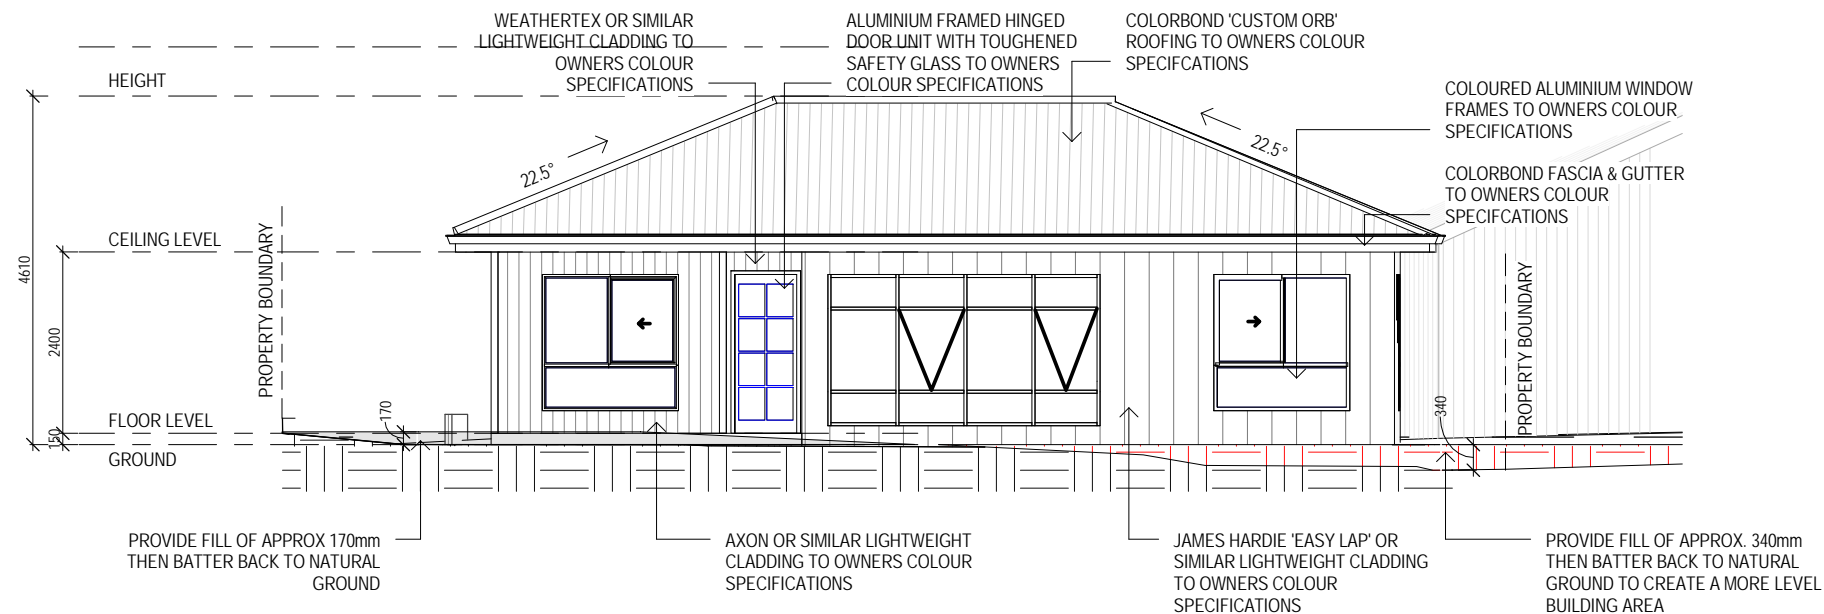 WEATHERTEX OR SIMILAR
LIGHTWEIGHT CLADDING TO
OWNERS COLOUR
SPECIFICATIONS
ALUMINIUM FRAMED HINGED
DOOR UNIT WITH TOUGHENED
SAFETY GLASS TO OWNERS
COLOUR SPECIFICATIONS
COLORBOND 'CUSTOM ORB'
ROOFING TO OWNERS COLOUR
SPECIFCATIONS
COLOURED ALUMINIUM WINDOW
FRAMES TO OWNERS COLOUR
SPECIFICATIONS
COLORBOND FASCIA & GUTTER
TO OWNERS COLOUR
SPECIFCATIONS
HEIGHT
22.5°
22.5°
CEILING LEVEL
4610
2400
150
PROPERTY BOUNDARY
PROPERTY BOUNDARY
FLOOR LEVEL
170
340
GROUND
PROVIDE FILL OF APPROX 170mm
THEN BATTER BACK TO NATURAL
GROUND
AXON OR SIMILAR LIGHTWEIGHT
CLADDING TO OWNERS COLOUR
SPECIFICATIONS
JAMES HARDIE 'EASY LAP' OR
SIMILAR LIGHTWEIGHT CLADDING
TO OWNERS COLOUR
SPECIFICATIONS
PROVIDE FILL OF APPROX. 340mm
THEN BATTER BACK TO NATURAL
GROUND TO CREATE A MORE LEVEL
BUILDING AREA